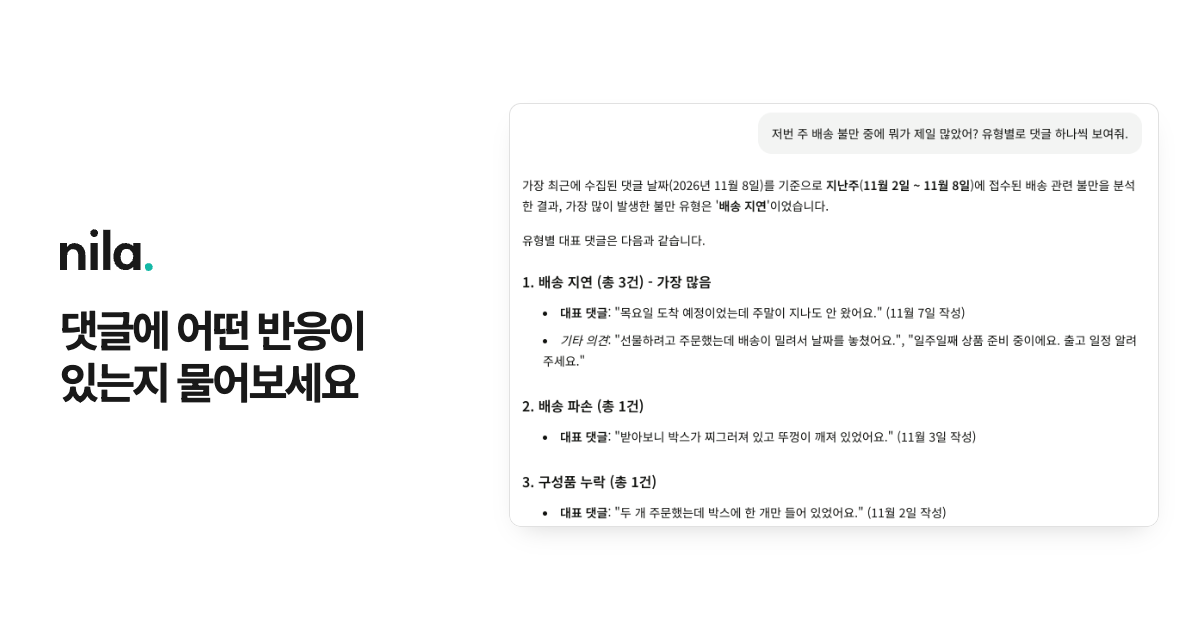 nila.
댓글에 어떤 반응이
있는지 물어보세요
저번 주 배송 불만 중에 뭐가 제일 많았어? 유형별로 댓글 하나씩 보여줘.
가장 최근에 수집된 댓글 날짜(2026년 11월 8일)를 기준으로 지난주(11월 2일 ~ 11월 8일)에 접수된 배송 관련 불만을 분석
한 결과, 가장 많이 발생한 불만 유형은 '배송 지연'이었습니다.
유형별 대표 댓글은 다음과 같습니다.
1. 배송 지연 (총 3건) - 가장 많음
• 대표 댓글: "목요일 도착 예정이었는데 주말이 지나도 안 왔어요." (11월 7일 작성)
• 기타 의견: "선물하려고 주문했는데 배송이 밀려서 날짜를 놓쳤어요.", "일주일째 상품 준비 중이에요. 출고 일정 알려
주세요."
2. 배송 파손 (총 1건)
• 대표 댓글: "받아보니 박스가 찌그러져 있고 뚜껑이 깨져 있었어요." (11월 3일 작성)
3. 구성품 누락 (총 1건)
• 대표 댓글: "두 개 주문했는데 박스에 한 개만 들어 있었어요." (11월 2일 작성)